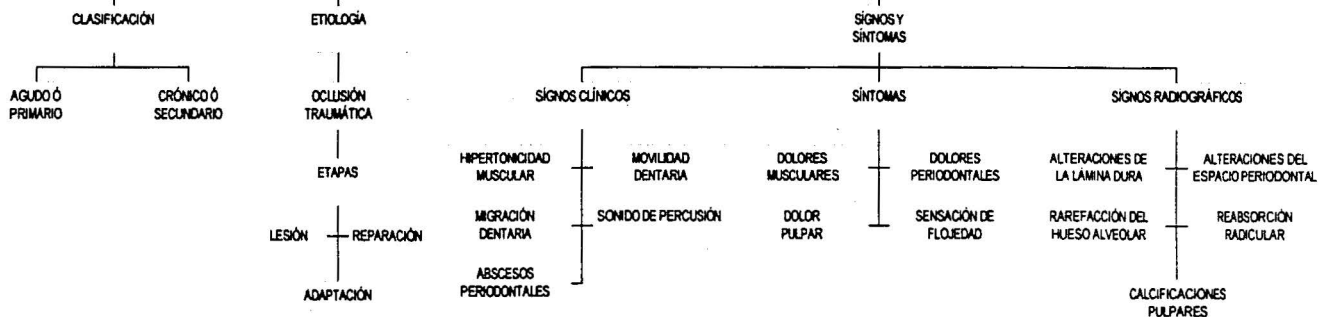 CLASIFICACIÓN
ETIOLOGÍA
SÍGNOS Y
SÍNTOMAS
AGUDO Ó
PRIMARIO
CRÓNICO Ó
SECUNDARIO
OCLUSIÓN
TRAUMÁTICA
SÍGNOS CLÍNICOS
SÍNTOMAS
SÍGNOS RADIOGRÁFICOS
ETAPAS
HIPERTONICIDAD
MUSCULAR
MOVILIDAD
DENTARIA
DOLORES
MUSCULARES
DOLORES
PERIODONTALES
ALTERACIONES DE
LA LÁMINA DURA
ALTERACIONES DEL
ESPACIO PERIODONTAL
LESIÓN
REPARACIÓN
MIGRACIÓN
DENTARIA
SONIDO DE PERCUSIÓN
DOLOR
PULPAR
SENSACIÓN DE
FLOJEDAD
RAREFACCIÓN DEL
HUESO ALVEOLAR
REABSORCIÓN
RADICULAR
ADAPTACIÓN
ABSCESOS
PERIODONTALES
CALCIFICACIONES
PULPARES